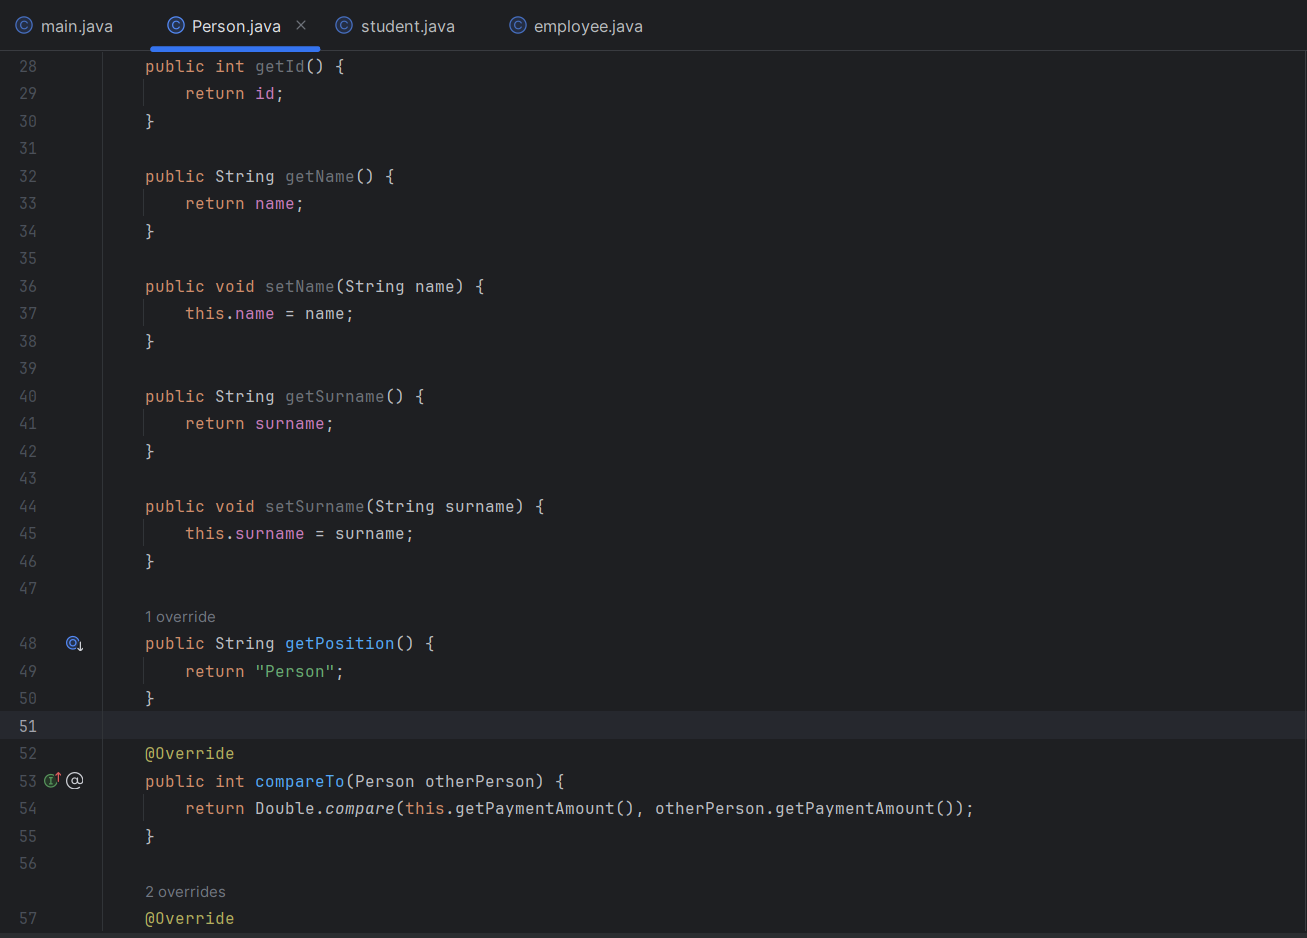 main.java Person.java student.java employee.java
28 public int getId() {
29 return id;
30 }
31
32 public String getName() {
33 return name;
34 }
35
36 public void setName(String name) {
37 this.name = name;
38 }
39
40 public String getSurname() {
41 return surname;
42 }
43
44 public void setSurname(String surname) {
45 this.surname = surname;
46 }
47
1 override
48 public String getPosition() {
49 return "Person";
50 }
51
52 @Override
53 public int compareTo(Person otherPerson) {
54 return Double.compare(this.getPaymentAmount(), otherPerson.getPaymentAmount());
55 }
56
2 overrides
57 @Override